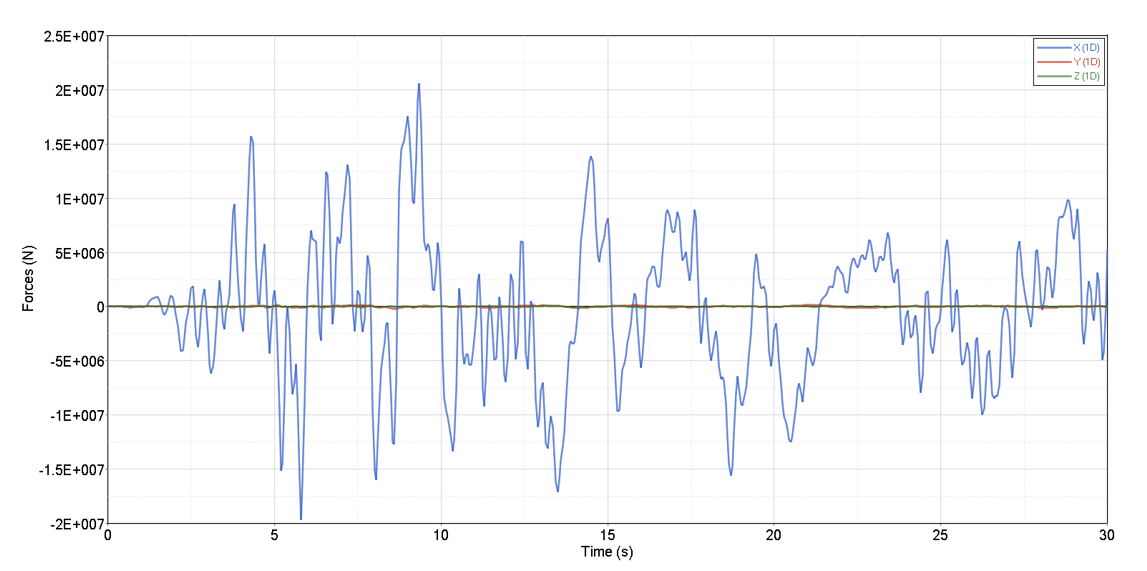 2.5E+007
2E+007
1.5E+007
1E+007
5E+006
0
-5E+006
-1E+007
-1.5E+007
-2E+007
Forces (N)
X (1D)
Y (1D)
Z (1D)
0 5 10 15 20 25 30
Time (s)